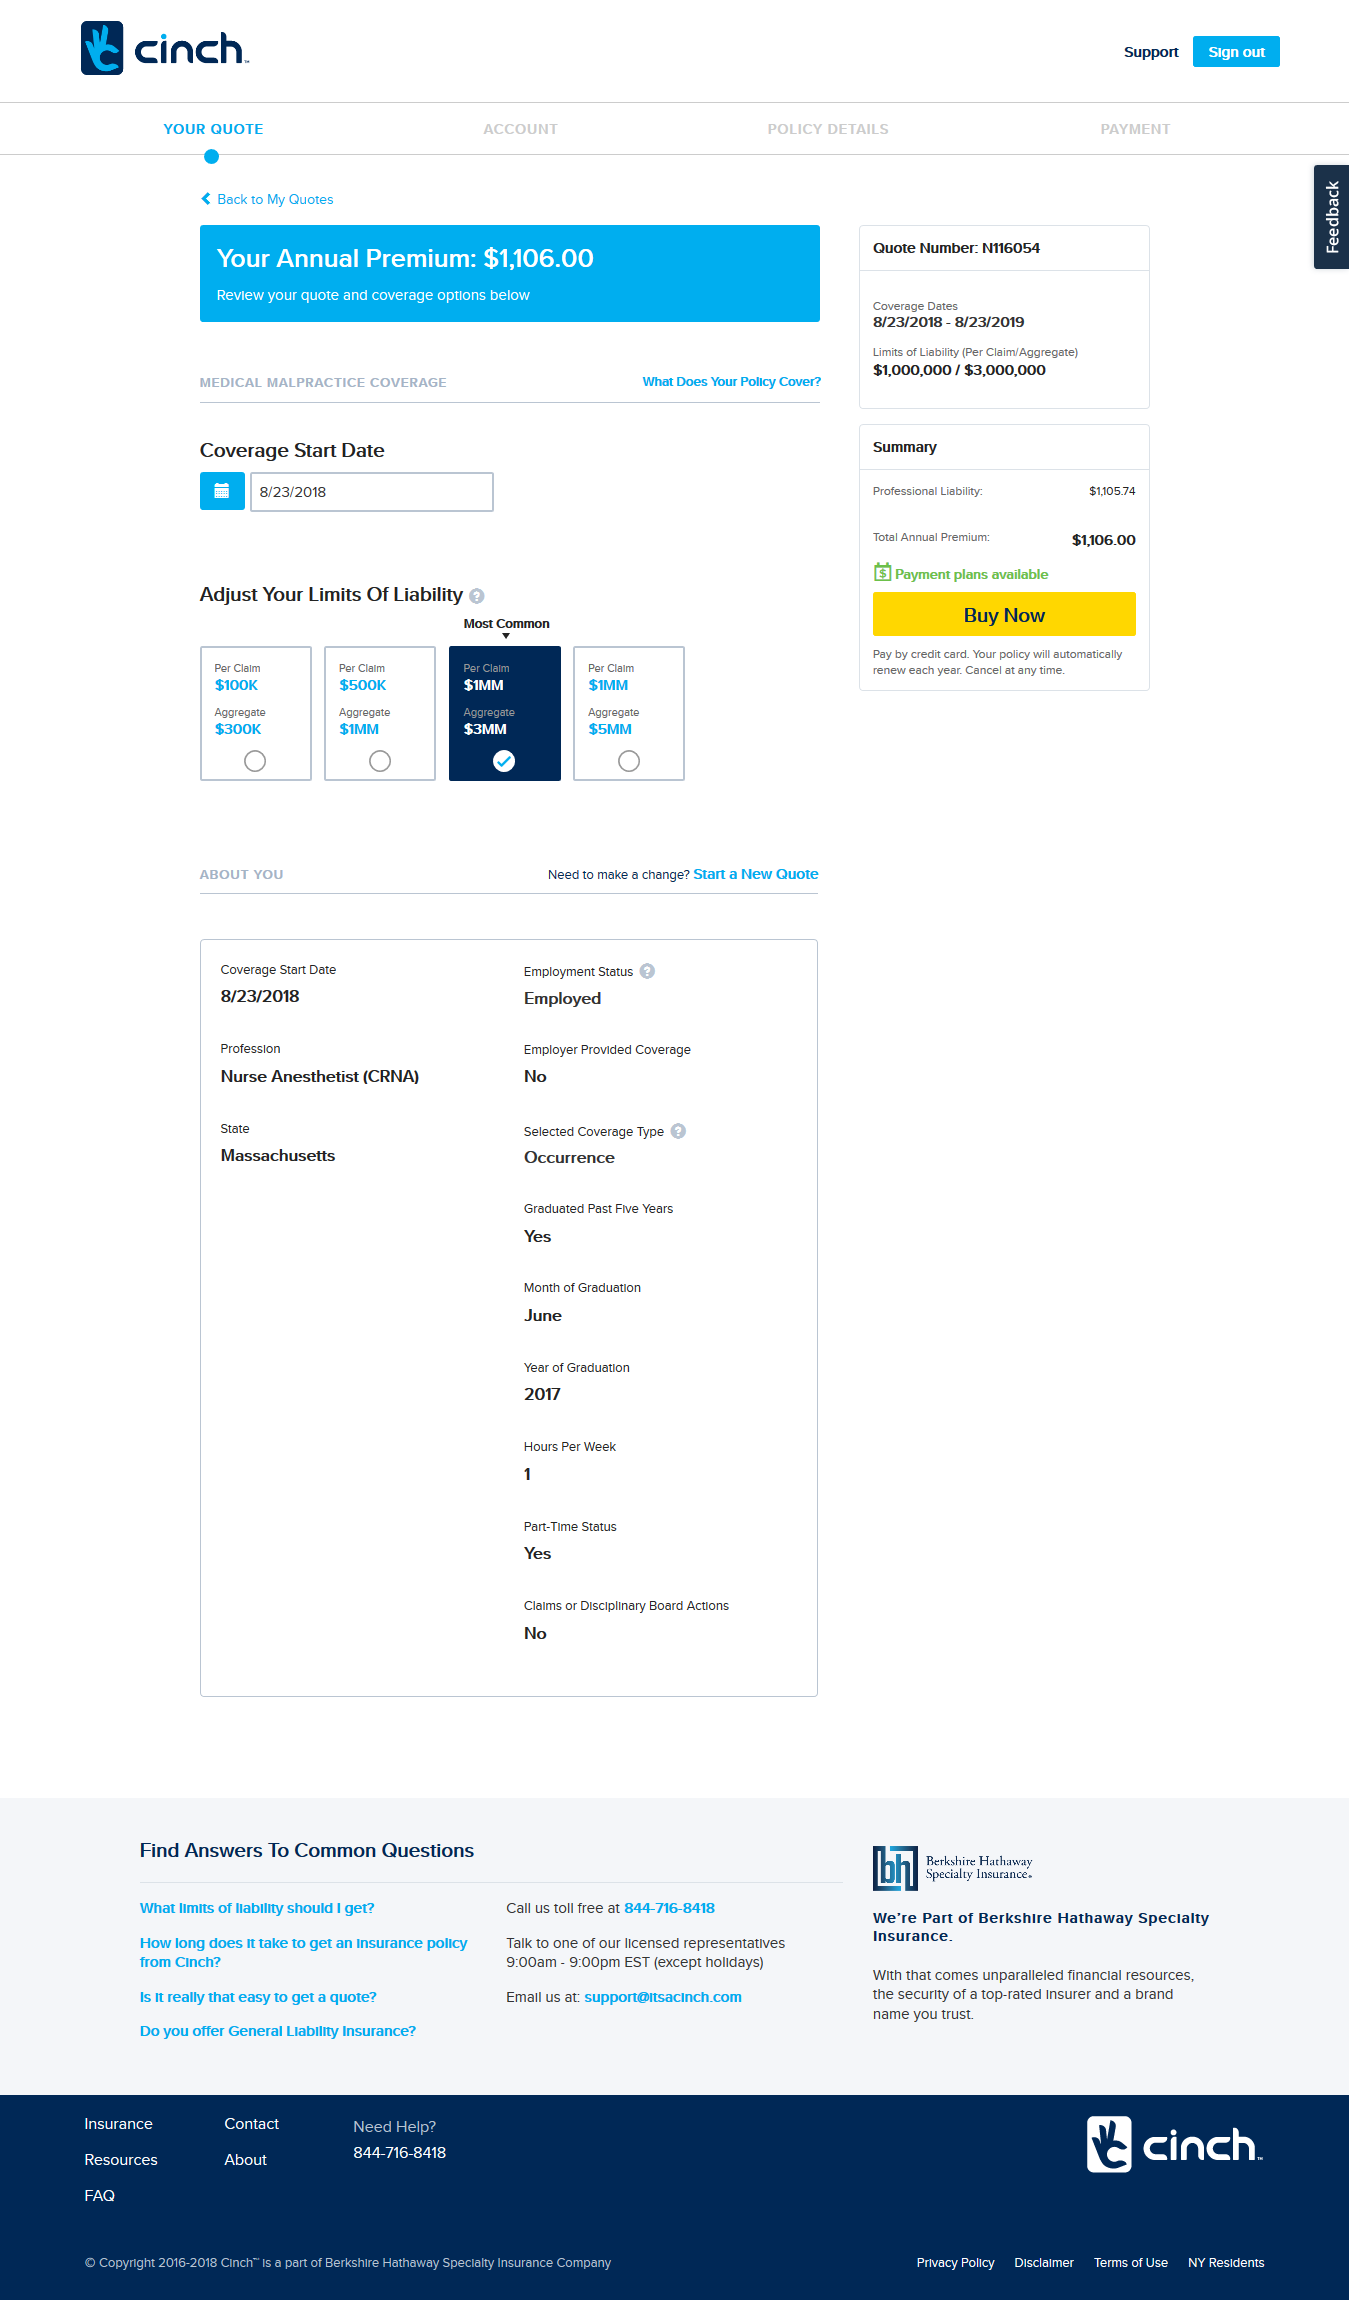 cinch™
Support
Sign out
YOUR QUOTE
ACCOUNT
POLICY DETAILS
PAYMENT
Feedback
Back to My Quotes
Your Annual Premium: $1,106.00
Review your quote and coverage options below
MEDICAL MALPRACTICE COVERAGE
What Does Your Policy Cover?
Coverage Start Date
8/23/2018
Adjust Your Limits Of Liability ?
Most Common
Per Claim
$100K
Aggregate
$300K
Per Claim
$500K
Aggregate
$1MM
Per Claim
$1MM
Aggregate
$3MM
Per Claim
$1MM
Aggregate
$5MM
Quote Number: N116054
Coverage Dates
8/23/2018 - 8/23/2019
Limits of Liability (Per Claim/Aggregate)
$1,000,000 / $3,000,000
Summary
Professional Liability: $1,105.74
Total Annual Premium: $1,106.00
$ Payment plans available
Buy Now
Pay by credit card. Your policy will automatically
renew each year. Cancel at any time.
ABOUT YOU
Need to make a change? Start a New Quote
Coverage Start Date
8/23/2018
Profession
Nurse Anesthetist (CRNA)
State
Massachusetts
Employment Status ?
Employed
Employer Provided Coverage
No
Selected Coverage Type ?
Occurrence
Graduated Past Five Years
Yes
Month of Graduation
June
Year of Graduation
2017
Hours Per Week
1
Part-Time Status
Yes
Claims or Disciplinary Board Actions
No
Find Answers To Common Questions
What limits of liability should I get?
How long does it take to get an insurance policy
from Cinch?
Is it really that easy to get a quote?
Do you offer General Liability Insurance?
Call us toll free at 844-716-8418
Talk to one of our licensed representatives
9:00am - 9:00pm EST (except holidays)
Email us at: support@itsacinch.com
bh
Berkshire Hathaway
Specialty Insurance®
We're Part of Berkshire Hathaway Specialty
Insurance.
With that comes unparalleled financial resources,
the security of a top-rated insurer and a brand
name you trust.
Insurance
Resources
FAQ
Contact
About
Need Help?
844-716-8418
cinch™
© Copyright 2016-2018 Cinch™ is a part of Berkshire Hathaway Specialty Insurance Company
Privacy Policy
Disclaimer
Terms of Use
NY Residents